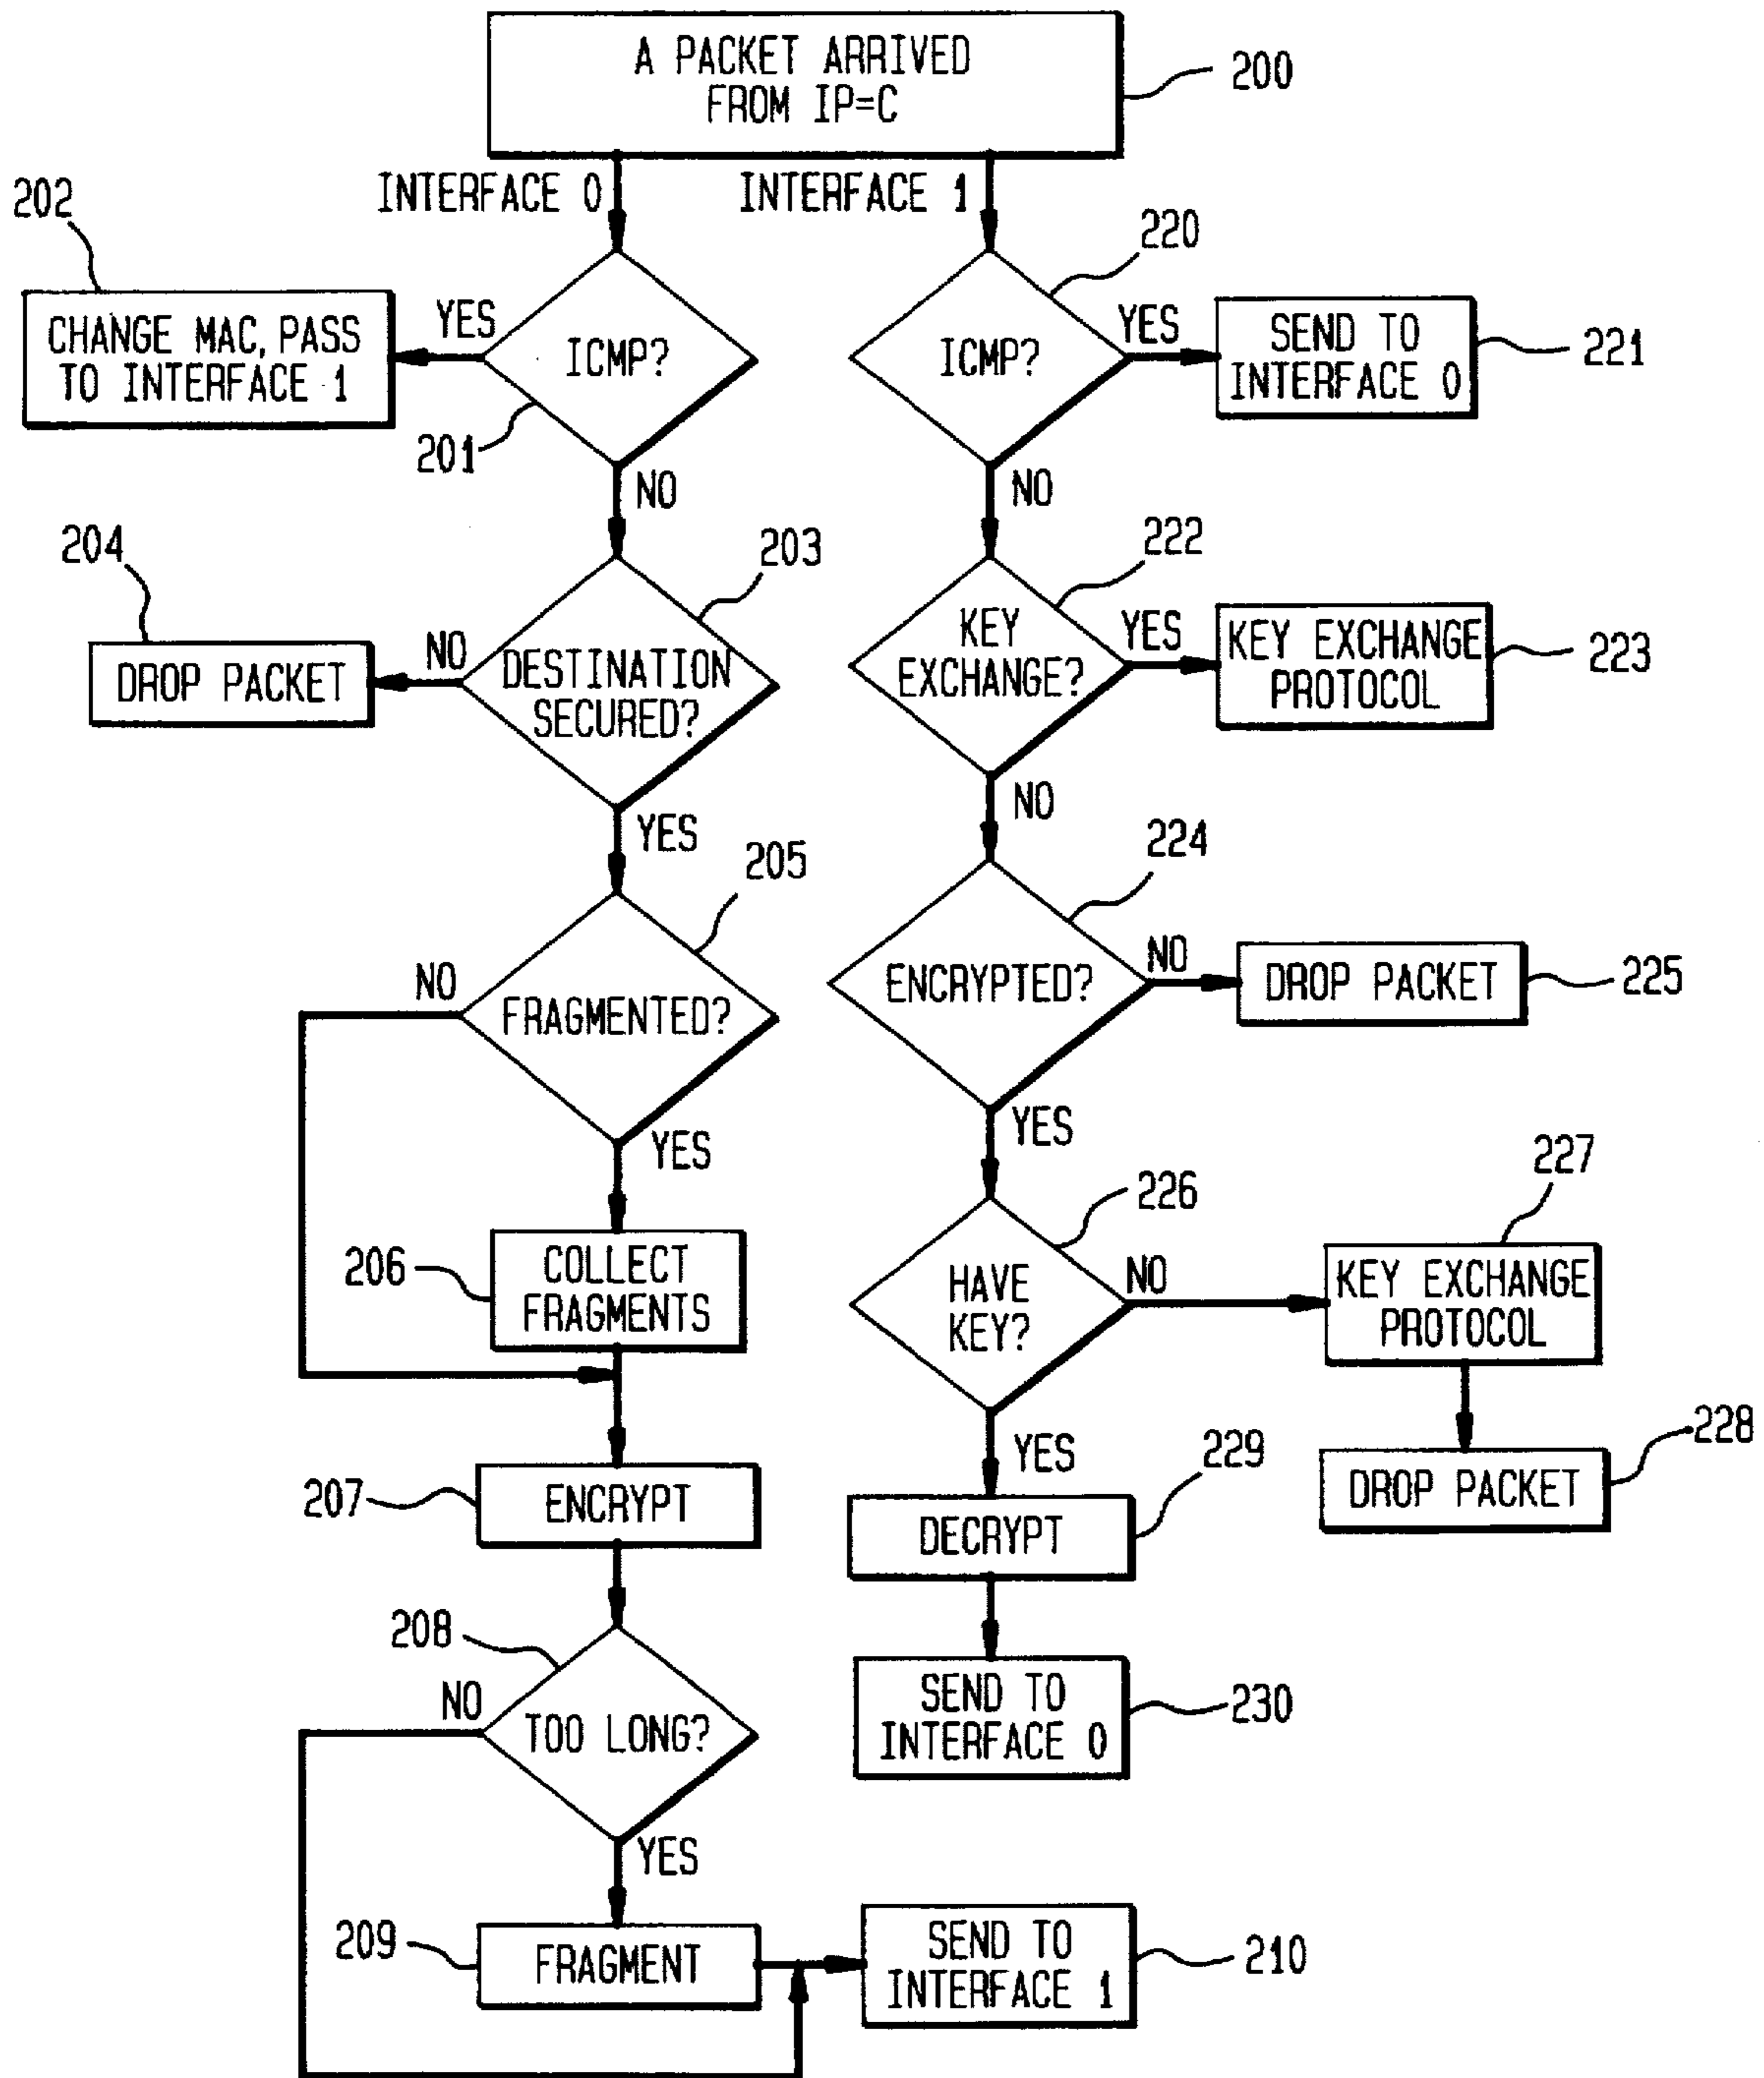 A PACKET ARRIVED
FROM IP=C
200
INTERFACE 0
INTERFACE 1
202
220
CHANGE MAC, PASS
TO INTERFACE 1
YES
ICMP?
201
NO
ICMP?
YES
SEND TO
INTERFACE 0
221
NO
204
203
DROP PACKET
NO
DESTINATION
SECURED?
YES
222
KEY
EXCHANGE?
YES
KEY EXCHANGE
PROTOCOL
223
NO
205
NO
FRAGMENTED?
YES
224
ENCRYPTED?
NO
DROP PACKET
225
YES
206
COLLECT
FRAGMENTS
226
HAVE
KEY?
NO
227
KEY EXCHANGE
PROTOCOL
YES
228
DROP PACKET
207
ENCRYPT
229
DECRYPT
208
NO
TOO LONG?
YES
SEND TO
INTERFACE 0
230
209
FRAGMENT
SEND TO
INTERFACE 1
210